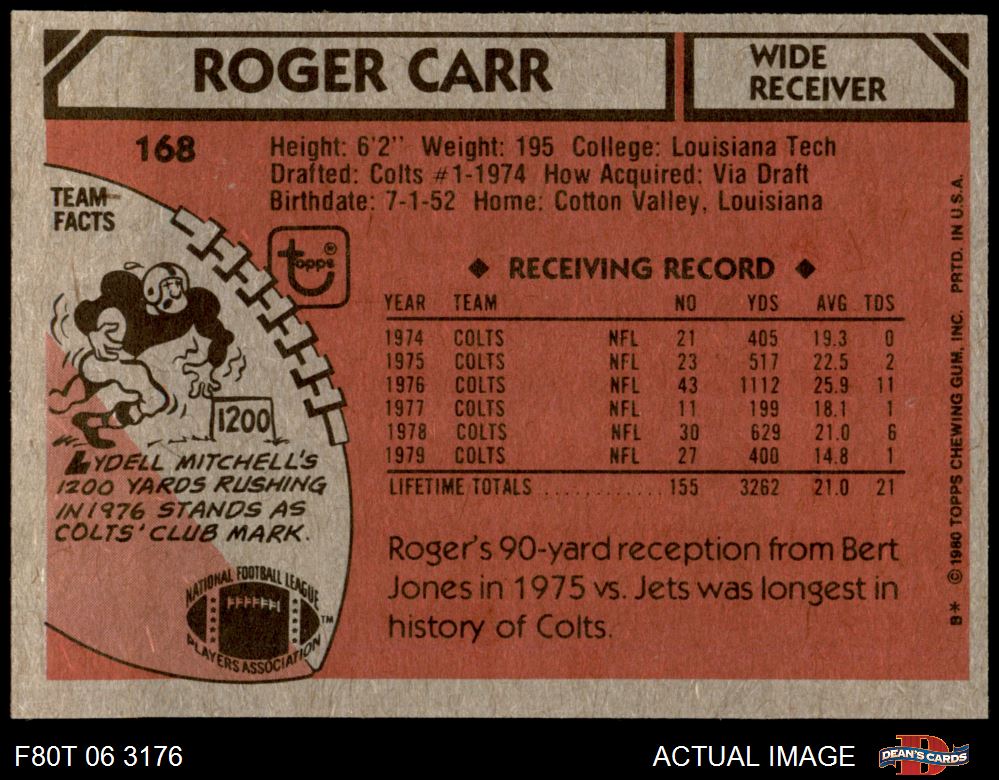 ROGER CARR
WIDE
RECEIVER
168
Height: 6'2" Weight: 195 College: Louisiana Tech
Drafted: Colts #1-1974 How Acquired: Via Draft
Birthdate: 7-1-52 Home: Cotton Valley, Louisiana
TEAM
FACTS
topps®
◆ RECEIVING RECORD ◆
YEAR TEAM NO YDS AVG TDS
1974 COLTS NFL 21 405 19.3 0
1975 COLTS NFL 23 517 22.5 2
1976 COLTS NFL 43 1112 25.9 11
1977 COLTS NFL 11 199 18.1 1
1978 COLTS NFL 30 629 21.0 6
1979 COLTS NFL 27 400 14.8 1
LIFETIME TOTALS ............ 155 3262 21.0 21
1200
LYDELL MITCHELL'S
1200 YARDS RUSHING
IN 1976 STANDS AS
COLTS' CLUB MARK.
Roger's 90-yard reception from Bert
Jones in 1975 vs. Jets was longest in
history of Colts.
NATIONAL FOOTBALL LEAGUE
PLAYERS ASSOCIATION™
B* © 1980 TOPPS CHEWING GUM, INC. PRTD. IN U.S.A.
F80T 06 3176
ACTUAL IMAGE
D
DEAN'S CARDS